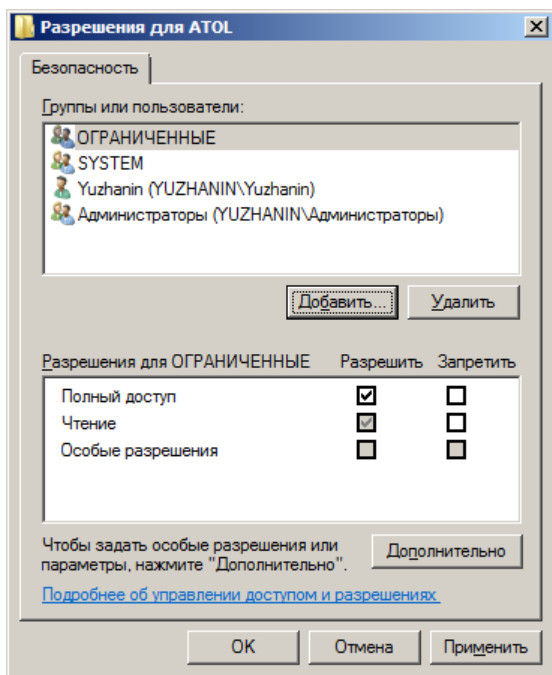 Разрешения для ATOL
Безопасность
Группы или пользователи:
ОГРАНИЧЕННЫЕ
SYSTEM
Yuzhanin (YUZHANIN\Yuzhanin)
Администраторы (YUZHANIN\Администраторы)
Добавить... Удалить
Разрешения для ОГРАНИЧЕННЫЕ Разрешить Запретить
Полный доступ
Чтение
Особые разрешения
Чтобы задать особые разрешения или
параметры, нажмите "Дополнительно".
Дополнительно
Подробнее об управлении доступом и разрешениях
ОК Отмена Применить